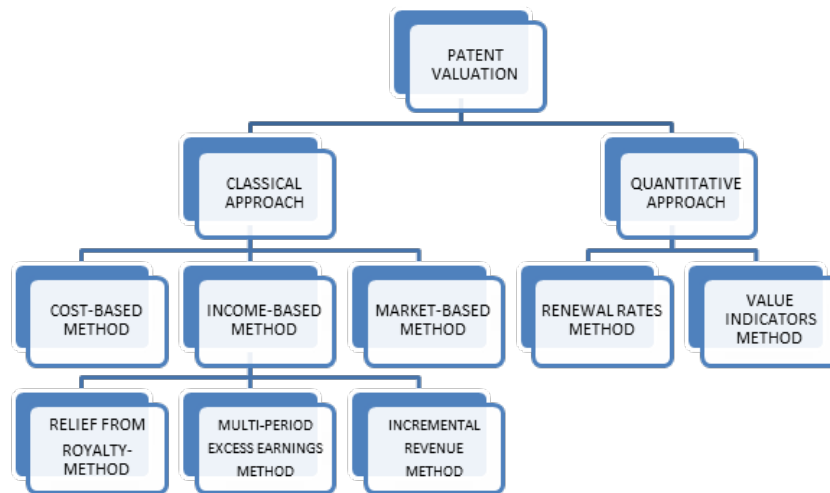 PATENT
VALUATION
CLASSICAL
APPROACH
QUANTITATIVE
APPROACH
COST-BASED
METHOD
INCOME-BASED
METHOD
MARKET-BASED
METHOD
RENEWAL RATES
METHOD
VALUE
INDICATORS
METHOD
RELIEF FROM
ROYALTY-
METHOD
MULTI-PERIOD
EXCESS EARNINGS
METHOD
INCREMENTAL
REVENUE
METHOD